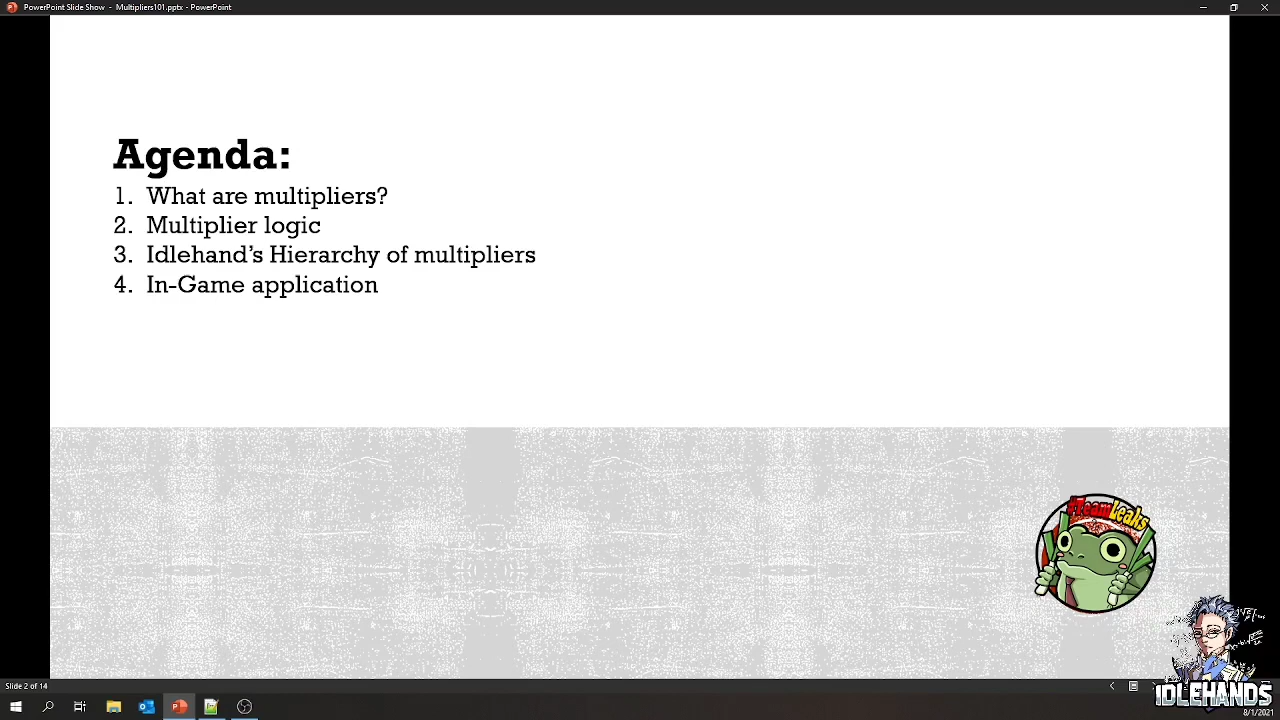 PowerPoint Slide Show - Multipliers101.pptx - PowerPoint
Agenda:
1. What are multipliers?
2. Multiplier logic
3. Idlehand's Hierarchy of multipliers
4. In-Game application
#TeamLeaks
Slide 2 of 14
IDLEHANDS
8/1/2021